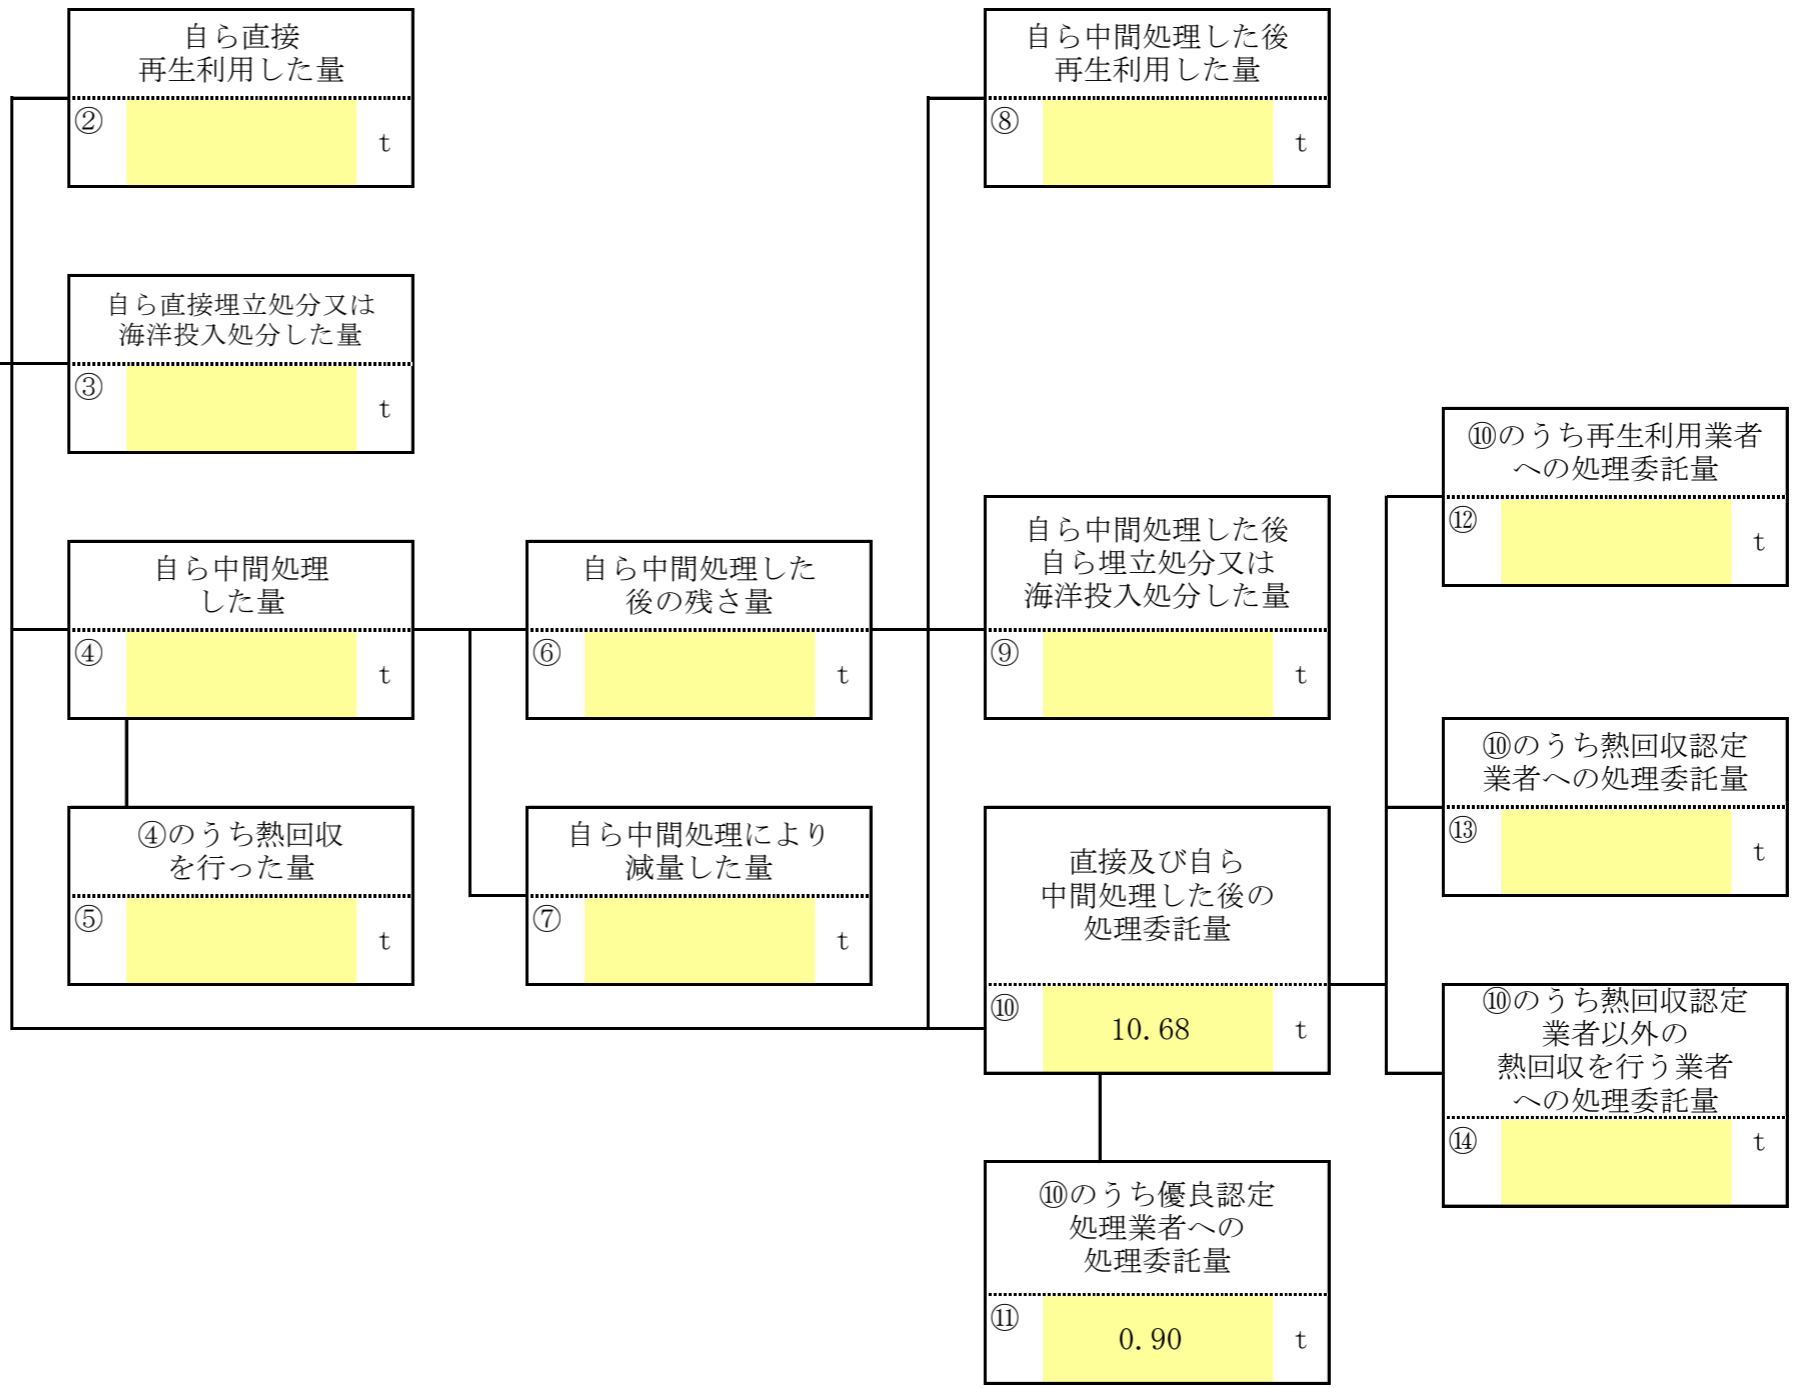 自ら直接
再生利用した量
②
t
自ら中間処理した後
再生利用した量
⑧
t
自ら直接埋立処分又は
海洋投入処分した量
③
t
⑩のうち再生利用業者
への処理委託量
⑫
t
自ら中間処理
した量
④
t
自ら中間処理した
後の残さ量
⑥
t
自ら中間処理した後
自ら埋立処分又は
海洋投入処分した量
⑨
t
⑩のうち熱回収認定
業者への処理委託量
⑬
t
④のうち熱回収
を行った量
⑤
t
自ら中間処理により
減量した量
⑦
t
直接及び自ら
中間処理した後の
処理委託量
⑩
10.68
t
⑩のうち熱回収認定
業者以外の
熱回収を行う業者
への処理委託量
⑭
t
⑩のうち優良認定
処理業者への
処理委託量
⑪
0.90
t